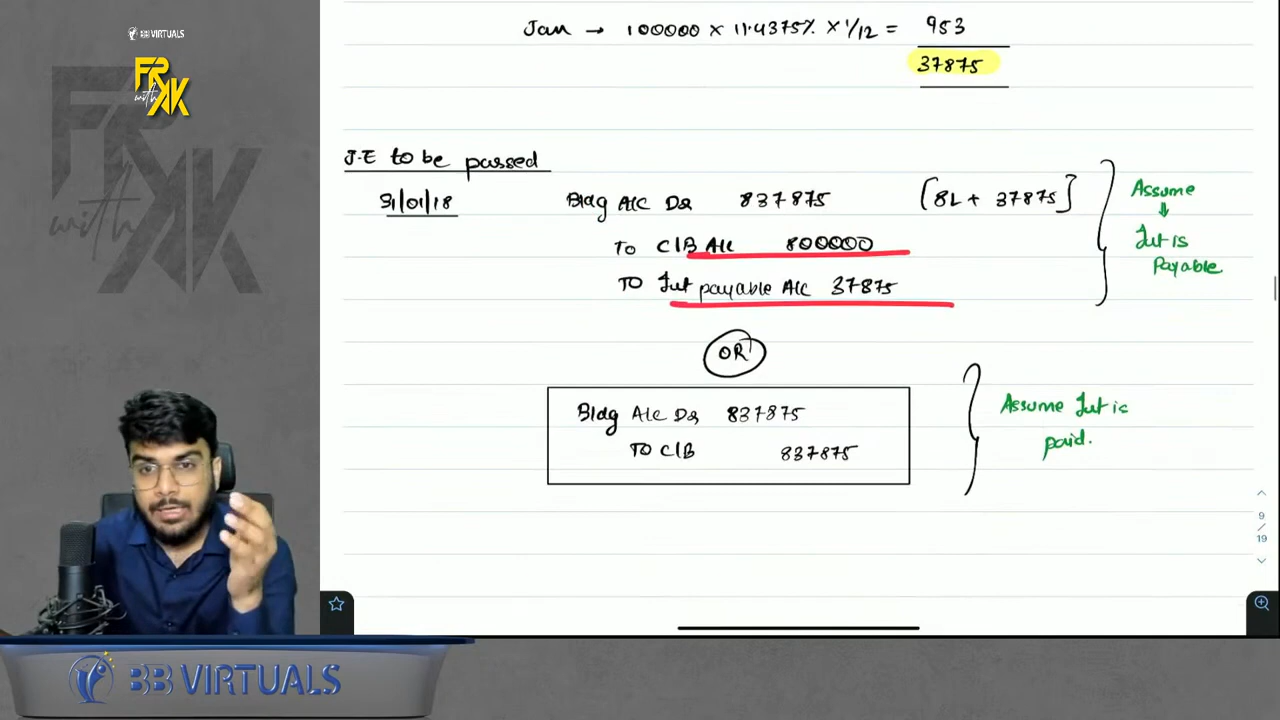 BB VIRTUALS
FR
with
AK
Jan → 100000 × 11.4375% × 1/12 = 953
37875
J.E to be passed
31/01/18 Bldg A/c Dr 837875 [8L + 37875]
To C/B A/c 800000
To Int payable A/c 37875
Assume
Int is
Payable
OR
Bldg A/c Dr 837875
To C/B 837875
Assume Int is
paid.
9
/
19
BB VIRTUALS